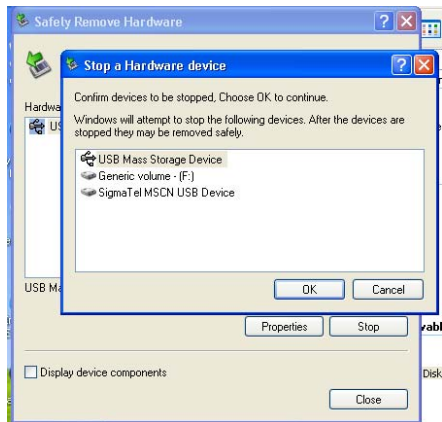 Safely Remove Hardware
Stop a Hardware device
Confirm devices to be stopped, Choose OK to continue.
Windows will attempt to stop the following devices. After the devices are
stopped they may be removed safely.
USB Mass Storage Device
Generic volume - (F:)
SigmaTel MSCN USB Device
OK Cancel
Properties Stop
Display device components
Disk
Close